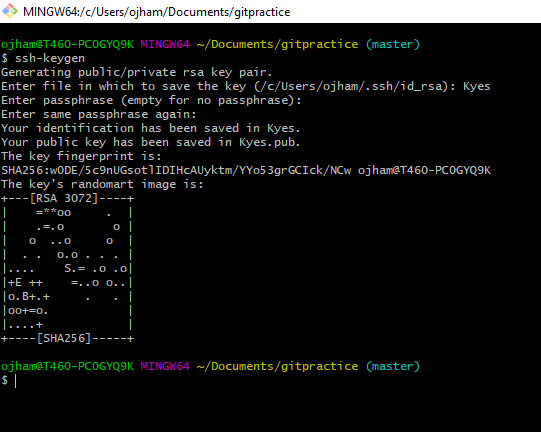 MINGW64:/c/Users/ojham/Documents/gitpractice
ojham@T460-PC0GYQ9K MINGW64 ~/Documents/gitpractice (master)
$ ssh-keygen
Generating public/private rsa key pair.
Enter file in which to save the key (/c/Users/ojham/.ssh/id_rsa): Kyes
Enter passphrase (empty for no passphrase):
Enter same passphrase again:
Your identification has been saved in Kyes.
Your public key has been saved in Kyes.pub.
The key fingerprint is:
SHA256:wODE/5c9nUGsotlIDIHcAUyktm/YYo53grGCIck/NCw ojham@T460-PC0GYQ9K
The key's randomart image is:
+---[RSA 3072]----+
|    =**oo     .  |
|    .=.o       o |
|   o  ..o     o  |
|  . .  o.o . . . |
|....    S.= .o .o|
|+E ++    =..o o..|
|o.B+.+     .   . |
|oo+=o.           |
|....+            |
+----[SHA256]-----+
ojham@T460-PC0GYQ9K MINGW64 ~/Documents/gitpractice (master)
$